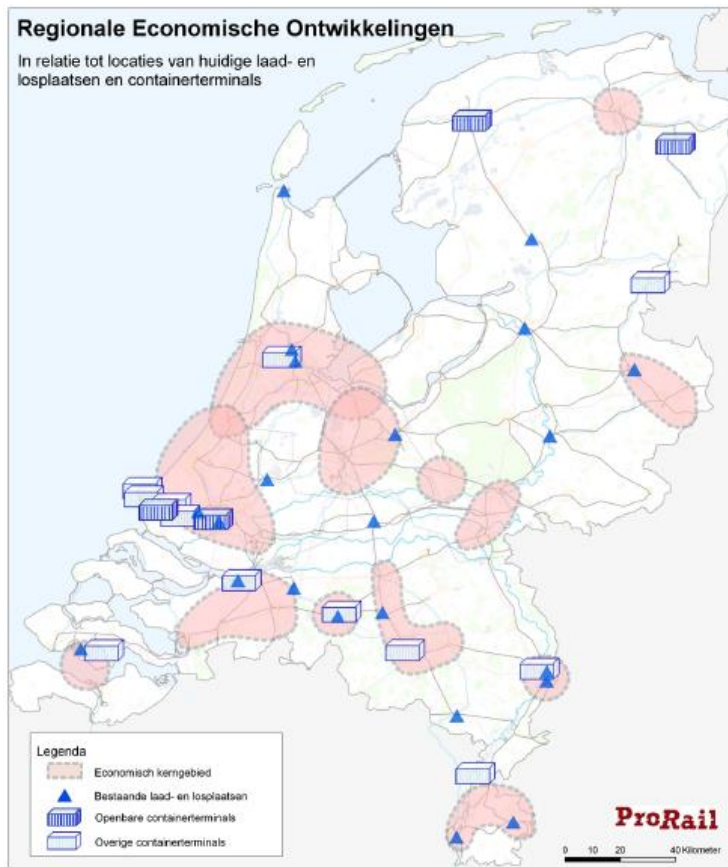 Regionale Economische Ontwikkelingen
In relatie tot locaties van huidige laad- en
losplaatsen en containerterminals
Legenda
Economisch kerngebied
Bestaande laad- en losplaatsen
Openbare containerterminals
Overige containerterminals
ProRail
0 10 20 40 Kilometer